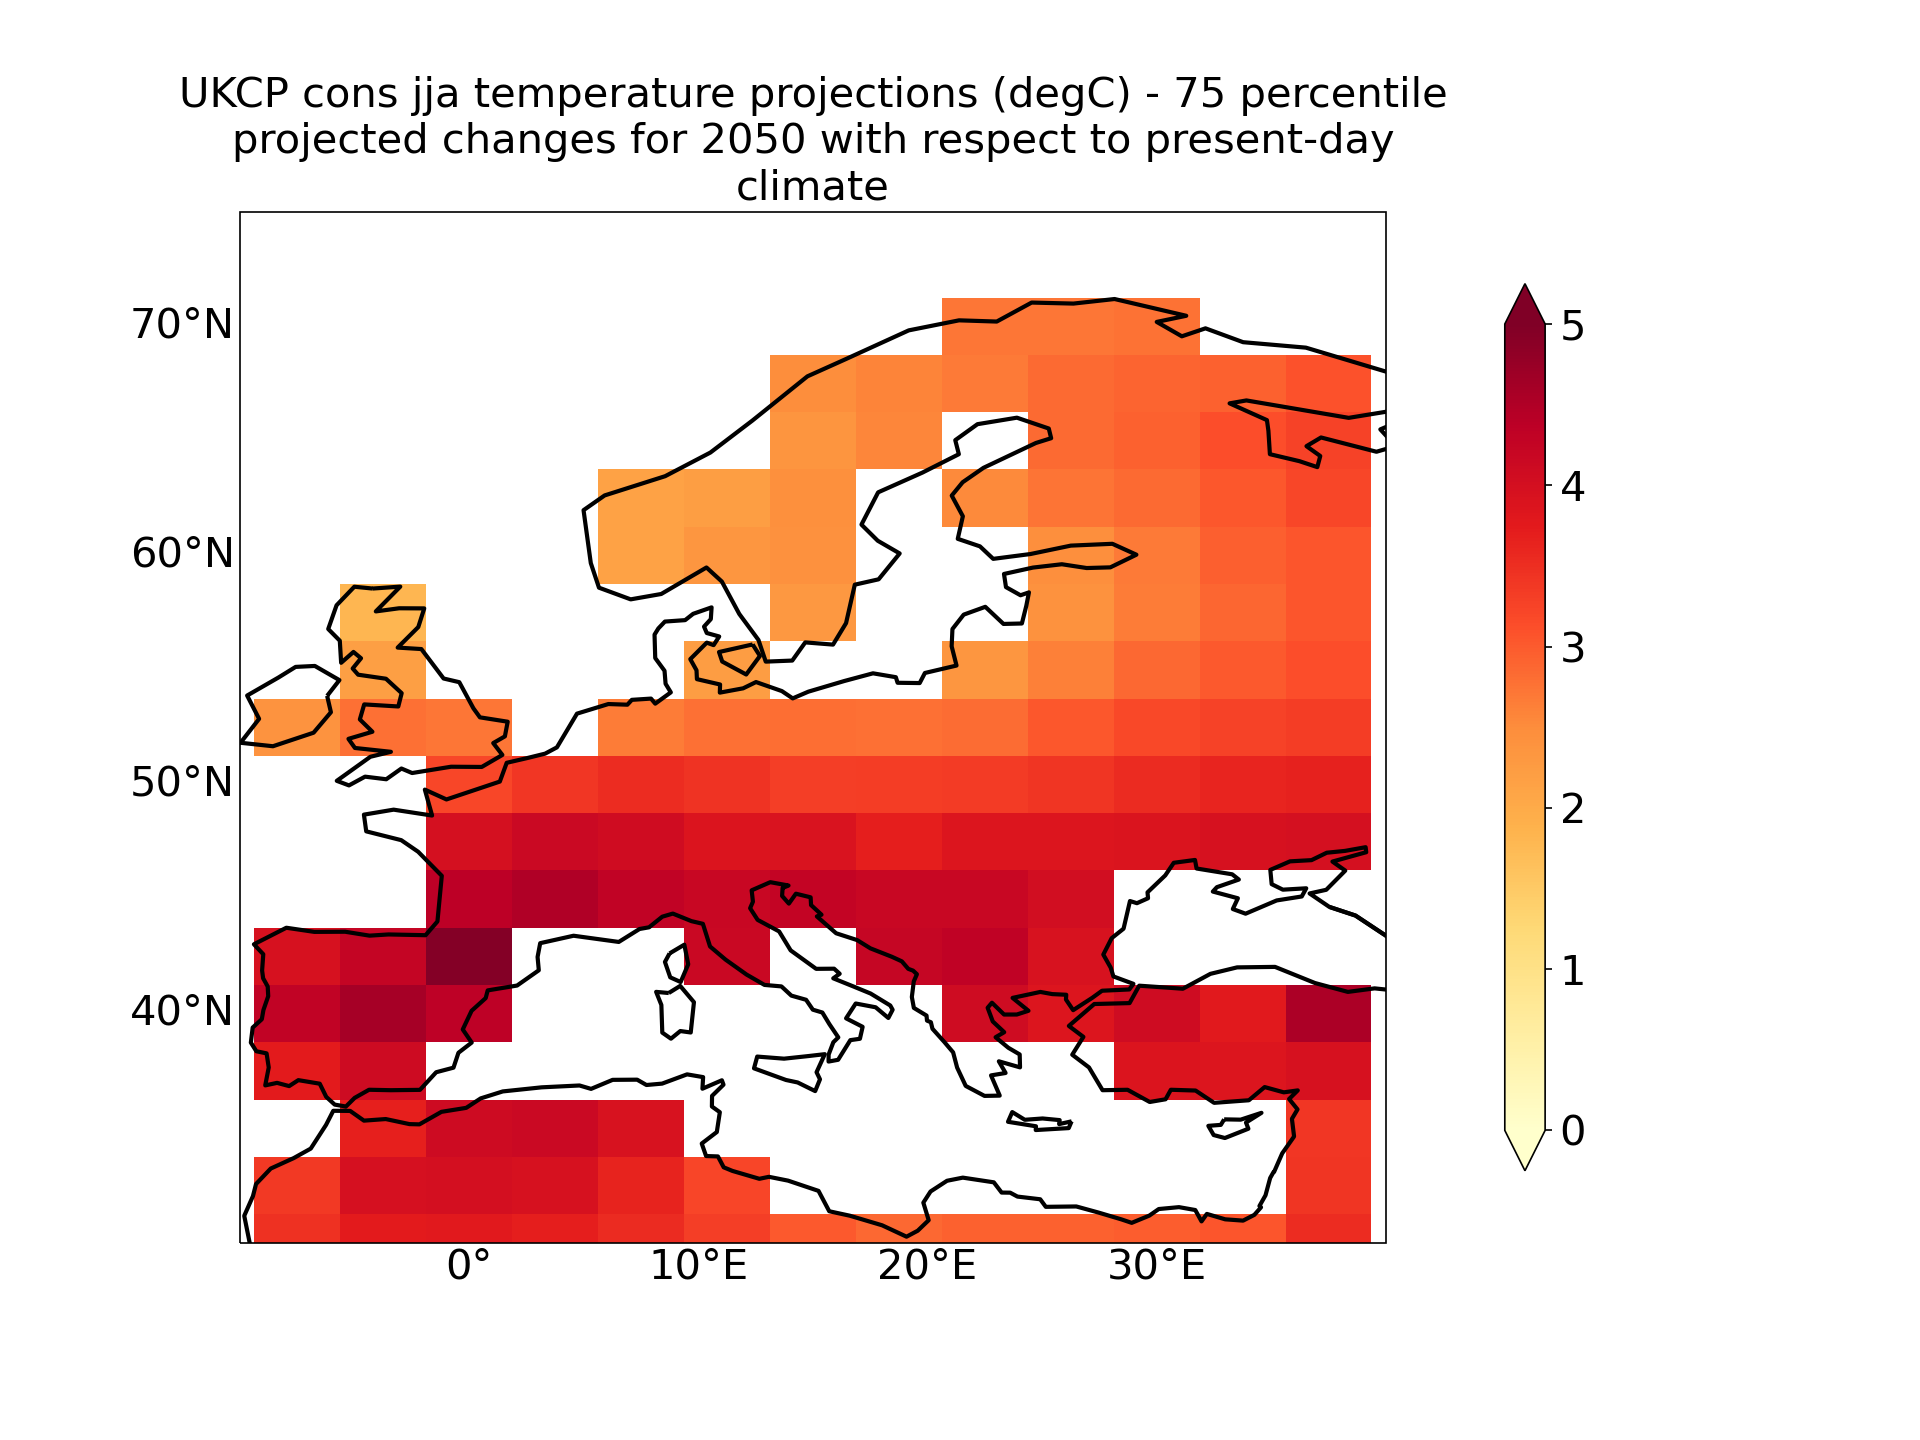 UKCP cons jja temperature projections (degC) - 75 percentile
projected changes for 2050 with respect to present-day
climate
70°N
60°N
50°N
40°N
0°
10°E
20°E
30°E
5
4
3
2
1
0